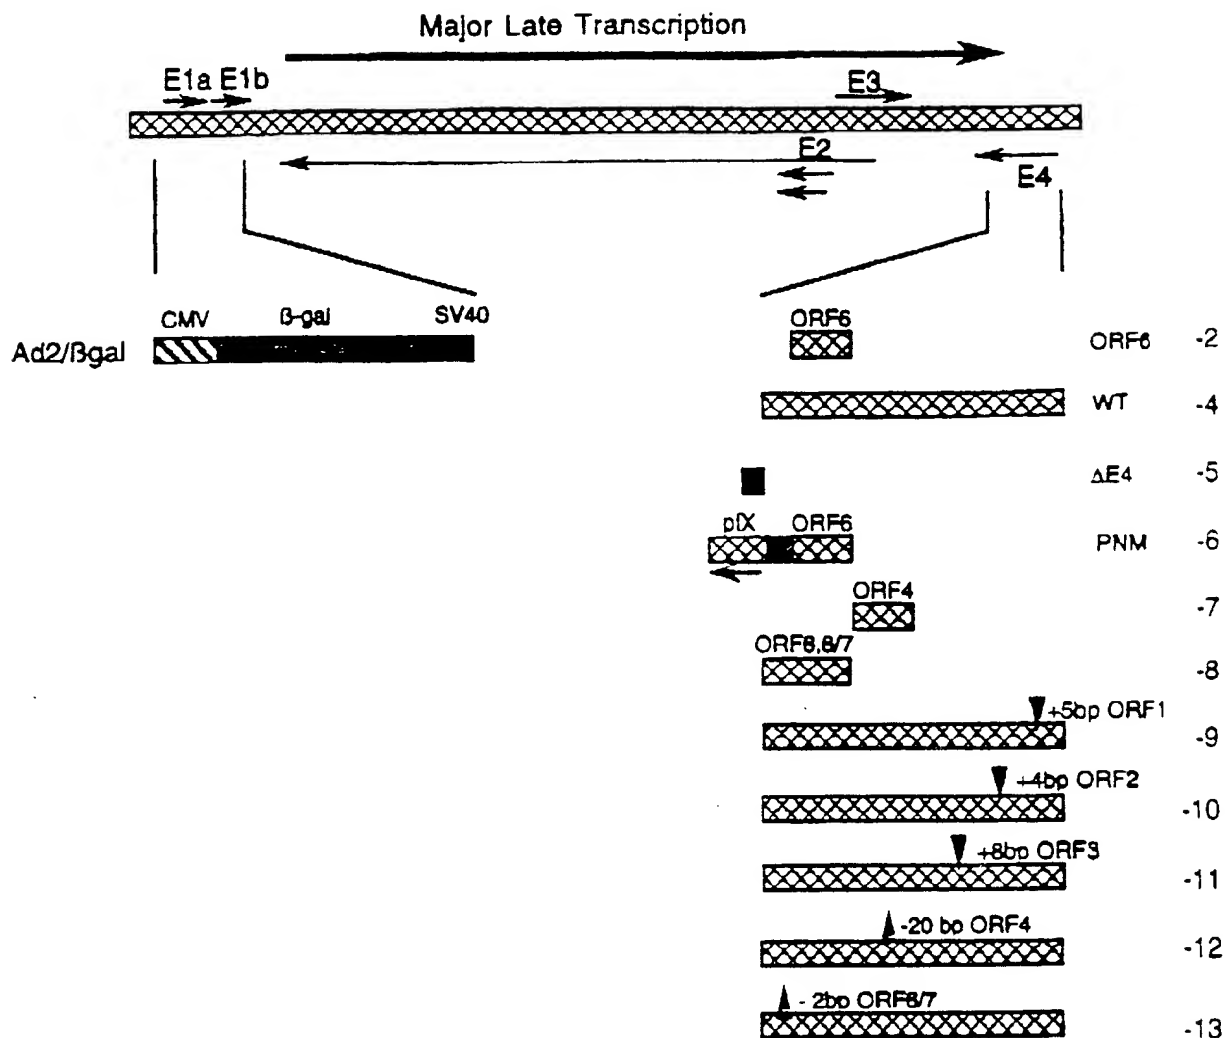 Major Late Transcription
E1a E1b
E3
E2
E4
CMV ß-gal SV40
Ad2/ßgal
ORF6
ORF6 -2
WT -4
ΔE4 -5
pIX ORF6
PNM -6
ORF4
-7
ORF6,6/7
-8
+5bp ORF1
-9
+4bp ORF2
-10
+8bp ORF3
-11
-20 bp ORF4
-12
- 2bp ORF6/7
-13